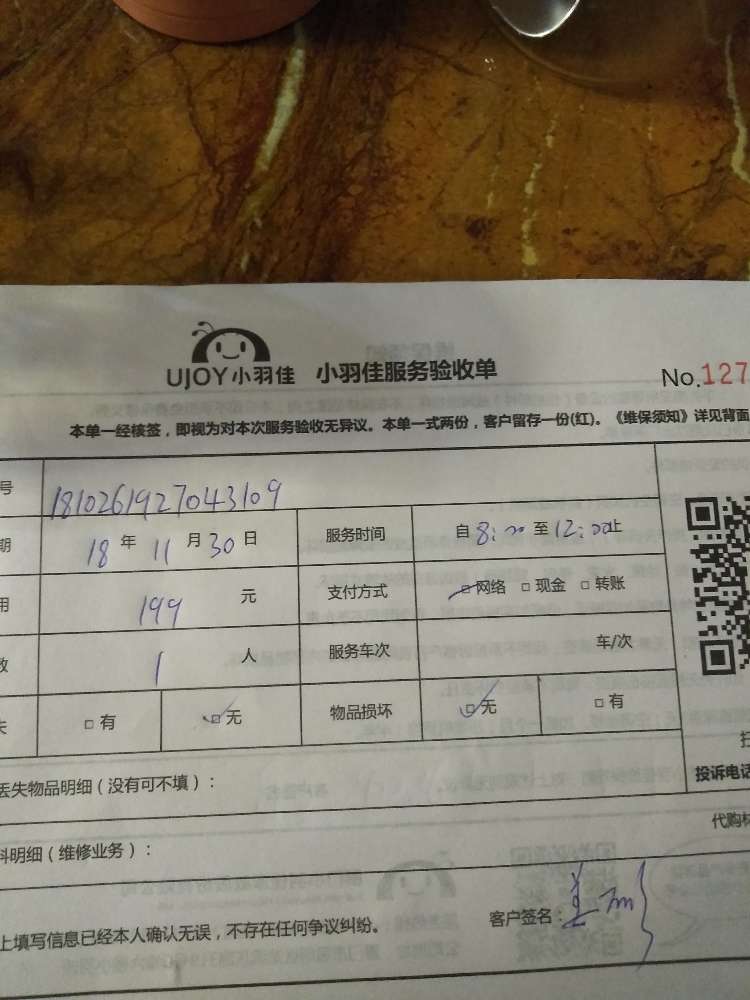 UJOY小羽佳 小羽佳服务验收单
No.127
本单一经核签，即视为对本次服务验收无异议。本单一式两份，客户留存一份(红)。《维保须知》详见背面
号 1810261927043109
期 18 年 11 月 30 日 服务时间 自 8:00 至 12:00止
用 199 元 支付方式 □网络 □现金 □转账
数 1 人 服务车次 车/次
失 □有 □无 物品损坏 □无 □有
投诉电话
丢失物品明细（没有可不填）：
料明细（维修业务）： 代购材
上填写信息已经本人确认无误，不存在任何争议纠纷。 客户签名：